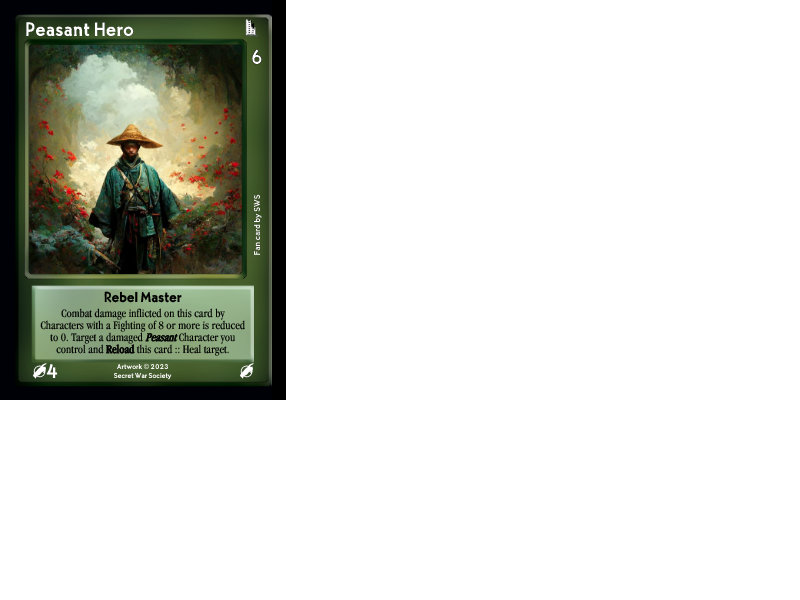 Peasant Hero
6
Fan card by SWS
Rebel Master
Combat damage inflicted on this card by
Characters with a Fighting of 8 or more is reduced
to 0. Target a damaged Peasant Character you
control and Reload this card :: Heal target.
4
Artwork © 2023
Secret War Society